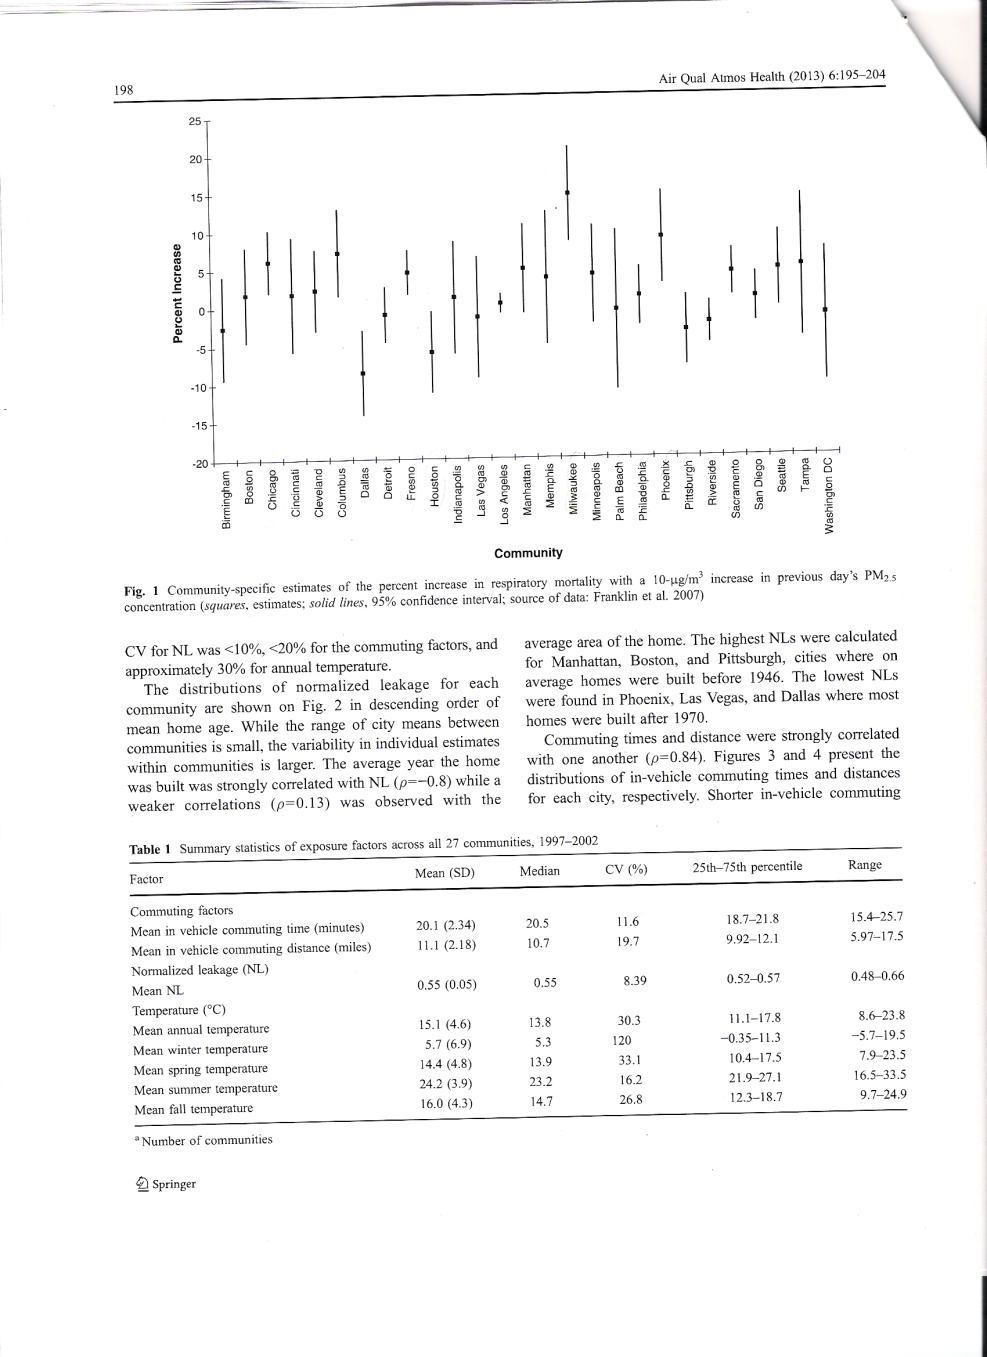 198
Air Qual Atmos Health (2013) 6:195–204
25
20
15
10
5
0
-5
-10
-15
-20
Percent Increase
Birmingham
Boston
Chicago
Cincinnati
Cleveland
Columbus
Dallas
Detroit
Fresno
Houston
Indianapolis
Las Vegas
Los Angeles
Manhattan
Memphis
Milwaukee
Minneapolis
Palm Beach
Philadelphia
Phoenix
Pittsburgh
Riverside
Sacramento
San Diego
Seattle
Tampa
Washington DC
Community
Fig. 1 Community-specific estimates of the percent increase in respiratory mortality with a 10-μg/m³ increase in previous day's PM₂.₅
concentration (squares, estimates; solid lines, 95% confidence interval; source of data: Franklin et al. 2007)
CV for NL was <10%, <20% for the commuting factors, and
approximately 30% for annual temperature.
The distributions of normalized leakage for each
community are shown on Fig. 2 in descending order of
mean home age. While the range of city means between
communities is small, the variability in individual estimates
within communities is larger. The average year the home
was built was strongly correlated with NL (ρ=−0.8) while a
weaker correlations (ρ=0.13) was observed with the
average area of the home. The highest NLs were calculated
for Manhattan, Boston, and Pittsburgh, cities where on
average homes were built before 1946. The lowest NLs
were found in Phoenix, Las Vegas, and Dallas where most
homes were built after 1970.
Commuting times and distance were strongly correlated
with one another (ρ=0.84). Figures 3 and 4 present the
distributions of in-vehicle commuting times and distances
for each city, respectively. Shorter in-vehicle commuting
Table 1 Summary statistics of exposure factors across all 27 communities, 1997–2002
Factor Mean (SD) Median CV (%) 25th–75th percentile Range
Commuting factors
Mean in vehicle commuting time (minutes) 20.1 (2.34) 20.5 11.6 18.7–21.8 15.4–25.7
Mean in vehicle commuting distance (miles) 11.1 (2.18) 10.7 19.7 9.92–12.1 5.97–17.5
Normalized leakage (NL)
Mean NL 0.55 (0.05) 0.55 8.39 0.52–0.57 0.48–0.66
Temperature (°C)
Mean annual temperature 15.1 (4.6) 13.8 30.3 11.1–17.8 8.6–23.8
Mean winter temperature 5.7 (6.9) 5.3 120 −0.35–11.3 −5.7–19.5
Mean spring temperature 14.4 (4.8) 13.9 33.1 10.4–17.5 7.9–23.5
Mean summer temperature 24.2 (3.9) 23.2 16.2 21.9–27.1 16.5–33.5
Mean fall temperature 16.0 (4.3) 14.7 26.8 12.3–18.7 9.7–24.9
ᵃ Number of communities
Springer